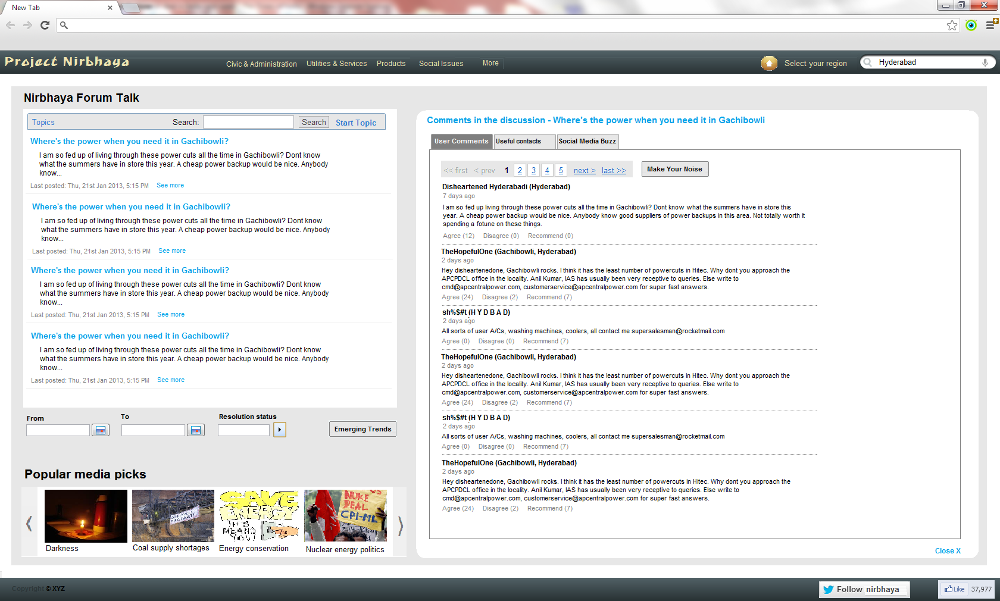 New Tab
Project Nirbhaya
Civic & Administration
Utilities & Services
Products
Social Issues
More
Select your region
Hyderabad
Nirbhaya Forum Talk
Topics
Search:
Search
Start Topic
Where's the power when you need it in Gachibowli?
I am so fed up of living through these power cuts all the time in Gachibowli? Dont know
what the summers have in store this year. A cheap power backup would be nice. Anybody
know...
Last posted: Thu, 21st Jan 2013, 5:15 PM See more
Where's the power when you need it in Gachibowli?
I am so fed up of living through these power cuts all the time in Gachibowli? Dont know
what the summers have in store this year. A cheap power backup would be nice. Anybody
know...
Last posted: Thu, 21st Jan 2013, 5:15 PM See more
Where's the power when you need it in Gachibowli?
I am so fed up of living through these power cuts all the time in Gachibowli? Dont know
what the summers have in store this year. A cheap power backup would be nice. Anybody
know...
Last posted: Thu, 21st Jan 2013, 5:15 PM See more
Where's the power when you need it in Gachibowli?
I am so fed up of living through these power cuts all the time in Gachibowli? Dont know
what the summers have in store this year. A cheap power backup would be nice. Anybody
know...
Last posted: Thu, 21st Jan 2013, 5:15 PM See more
From
To
Resolution status
Emerging Trends
Popular media picks
Darkness
Coal supply shortages
SAVE
ENERGY
THIS
MEANS
YOU!
Energy conservation
NUKE
DEAL
CPI-ML
Nuclear energy politics
Comments in the discussion - Where's the power when you need it in Gachibowli
User Comments
Useful contacts
Social Media Buzz
<< first < prev 1 2 3 4 5 next > last >>
Make Your Noise
Disheartened Hyderabadi (Hyderabad)
7 days ago
I am so fed up living through these power cuts all the time in Gachibowli? Dont know what the summers have in store this
year. A cheap power backup would be nice. Anybody know good suppliers of power backups in this area. Not totally worth it
spending a fotune on these things.
Agree (12) Disagree (0) Recommend (0)
TheHopefulOne (Gachibowli, Hyderabad)
2 days ago
Hey disheartenedone, Gachibowli rocks. I think it has the least number of powercuts in Hitec. Why dont you approach the
APCPDCL office in the locality. Anil Kumar, IAS has usually been very receptive to queries. Else write to
cmd@apcentralpower.com, customerservice@apcentralpower.com for super fast answers.
Agree (24) Disagree (2) Recommend (7)
sh%$#t (H Y D B A D)
2 days ago
All sorts of user A/Cs, washing machines, coolers, all contact me supersalesman@rocketmail.com
Agree (0) Disagree (0) Recommend (7)
TheHopefulOne (Gachibowli, Hyderabad)
2 days ago
Hey disheartenedone, Gachibowli rocks. I think it has the least number of powercuts in Hitec. Why dont you approach the
APCPDCL office in the locality. Anil Kumar, IAS has usually been very receptive to queries. Else write to
cmd@apcentralpower.com, customerservice@apcentralpower.com for super fast answers.
Agree (24) Disagree (2) Recommend (7)
sh%$#t (H Y D B A D)
2 days ago
All sorts of user A/Cs, washing machines, coolers, all contact me supersalesman@rocketmail.com
Agree (0) Disagree (0) Recommend (7)
TheHopefulOne (Gachibowli, Hyderabad)
2 days ago
Hey disheartenedone, Gachibowli rocks. I think it has the least number of powercuts in Hitec. Why dont you approach the
APCPDCL office in the locality. Anil Kumar, IAS has usually been very receptive to queries. Else write to
cmd@apcentralpower.com, customerservice@apcentralpower.com for super fast answers.
Agree (24) Disagree (2) Recommend (7)
Close X
Copyright © XYZ
Follow nirbhaya
Like 37,977